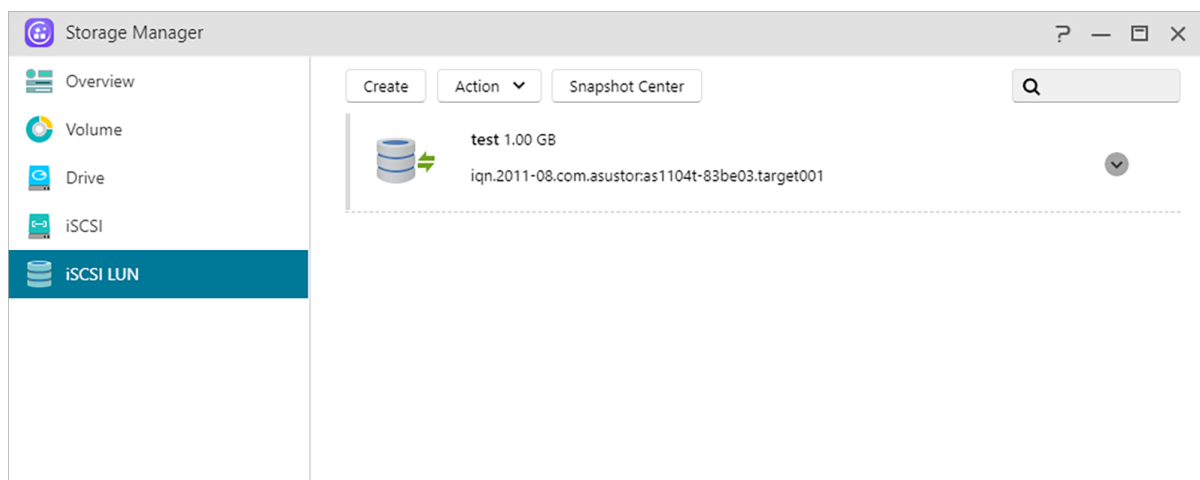 Storage Manager
Overview
Volume
Drive
iSCSI
iSCSI LUN
Create
Action
Snapshot Center
test 1.00 GB
iqn.2011-08.com.asustor:as1104t-83be03.target001